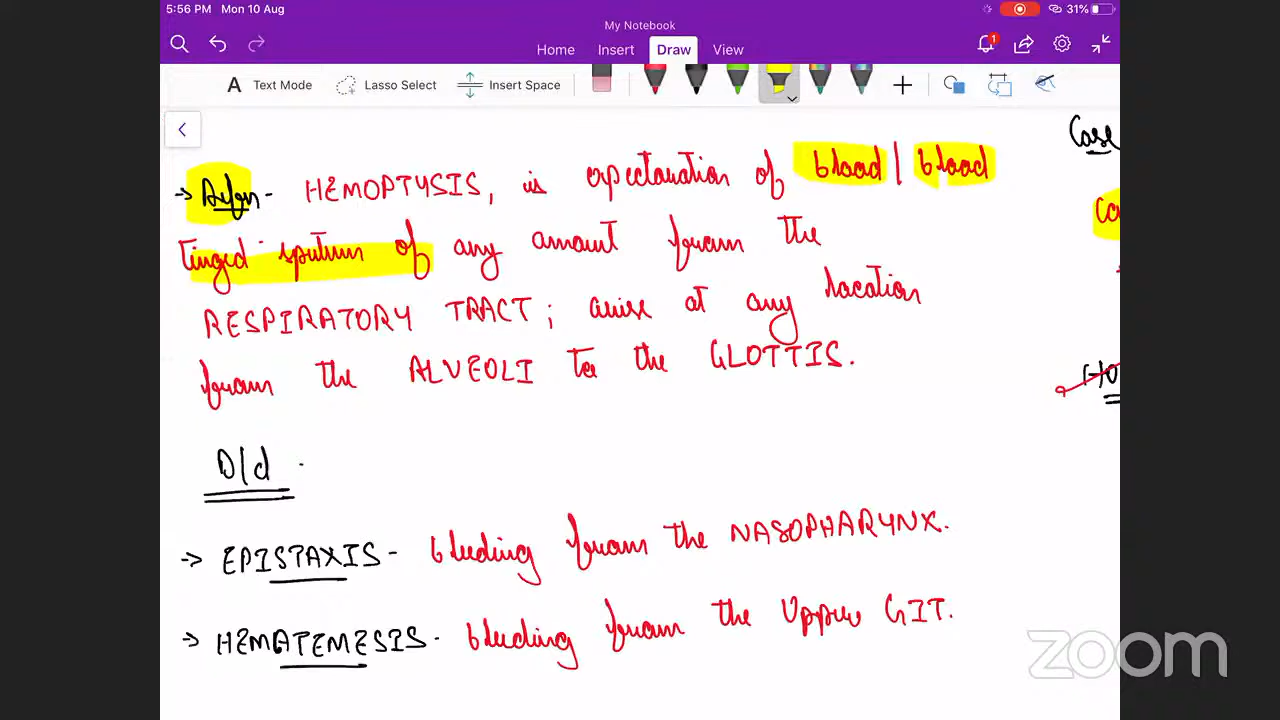 5:56 PM Mon 10 Aug
31%
My Notebook
Home Insert Draw View
1
A Text Mode Lasso Select Insert Space
Case
→ Defn - HEMOPTYSIS, is expectoration of blood / blood
tinged sputum of any amount from the
RESPIRATORY TRACT; arise at any location
from the ALVEOLI to the GLOTTIS.
D/d
→ EPISTAXIS - bleeding from the NASOPHARYNX.
→ HEMATEMESIS - bleeding from the Upper GIT.
zoom